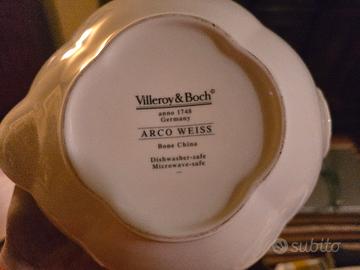 Villeroy & Boch©
anno 1748
Germany
ARCO WEISS
Bone China
Dishwasher-safe
Microwave-safe
subito